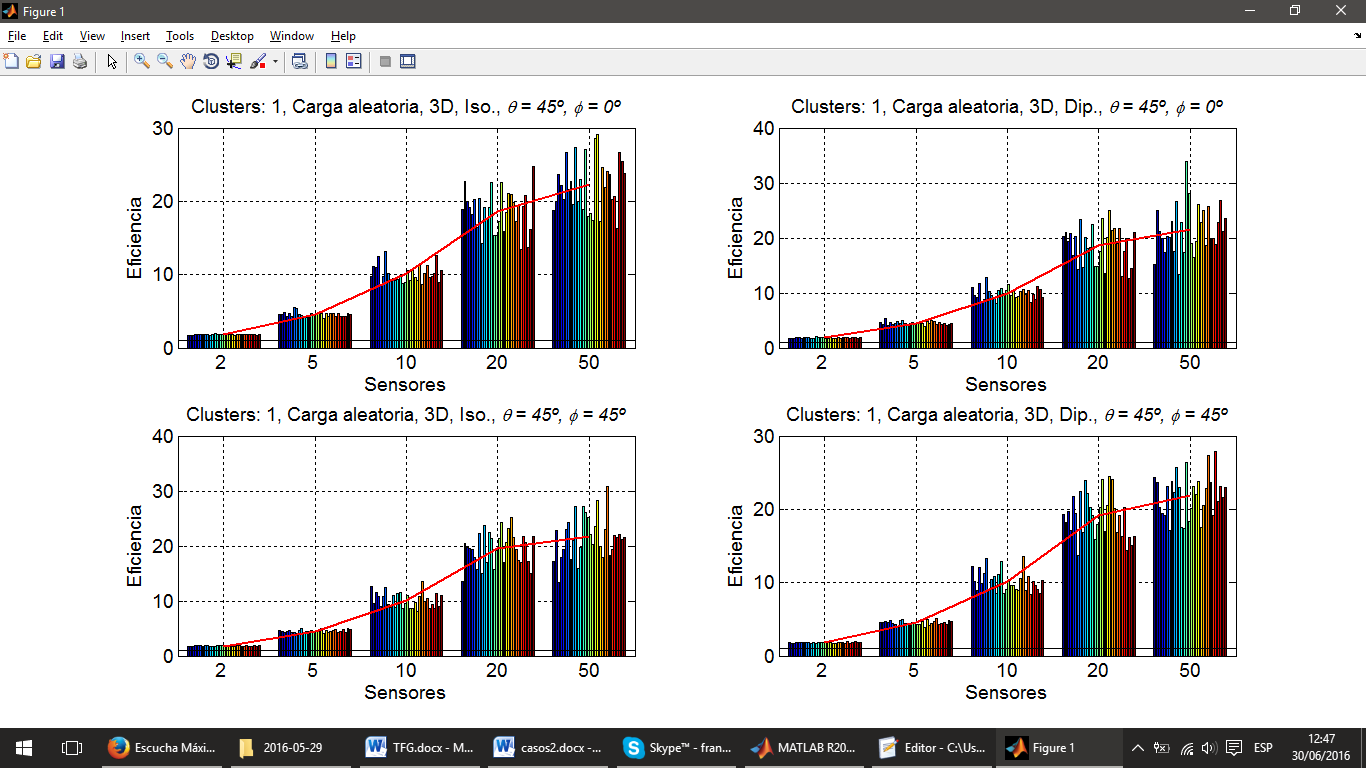 Figure 1
File Edit View Insert Tools Desktop Window Help
Clusters: 1, Carga aleatoria, 3D, Iso., θ = 45º, ϕ = 0º
30
20
10
0
Eficiencia
2 5 10 20 50
Sensores
Clusters: 1, Carga aleatoria, 3D, Dip., θ = 45º, ϕ = 0º
40
30
20
10
0
Eficiencia
2 5 10 20 50
Sensores
Clusters: 1, Carga aleatoria, 3D, Iso., θ = 45º, ϕ = 45º
40
30
20
10
0
Eficiencia
2 5 10 20 50
Sensores
Clusters: 1, Carga aleatoria, 3D, Dip., θ = 45º, ϕ = 45º
30
20
10
0
Eficiencia
2 5 10 20 50
Sensores
Escucha Máxi... 2016-05-29 TFG.docx - M... casos2.docx -... Skype™ - fran... MATLAB R20... Editor - C:\Us... Figure 1 ESP 12:47
30/06/2016